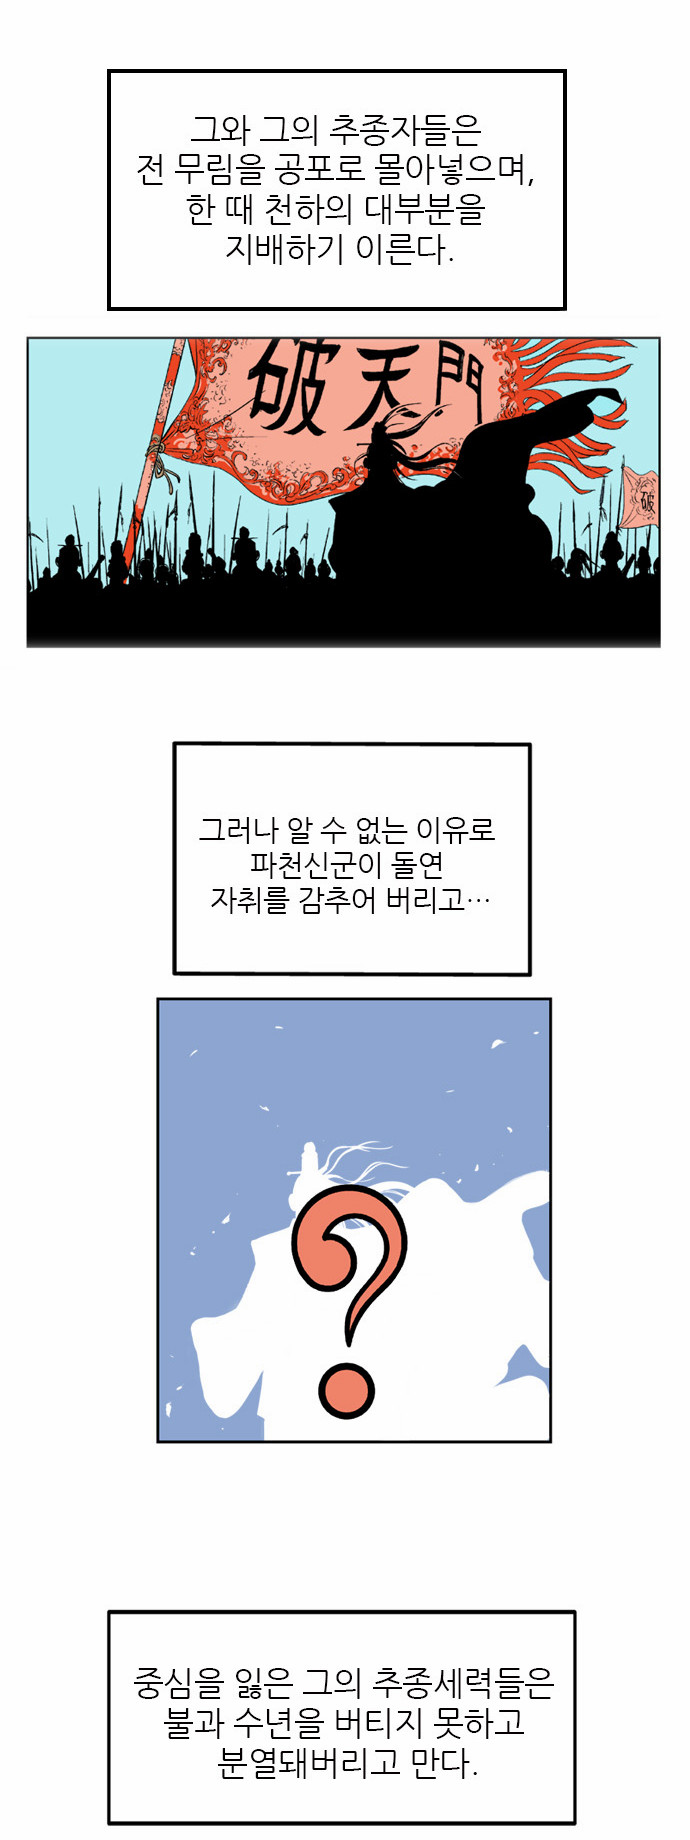 그와 그의 추종자들은
전 무림을 공포로 몰아넣으며,
한 때 천하의 대부분을
지배하기 이른다.
破天門
破
그러나 알 수 없는 이유로
파천신군이 돌연
자취를 감추어 버리고…
?
중심을 잃은 그의 추종세력들은
불과 수년을 버티지 못하고
분열돼버리고 만다.